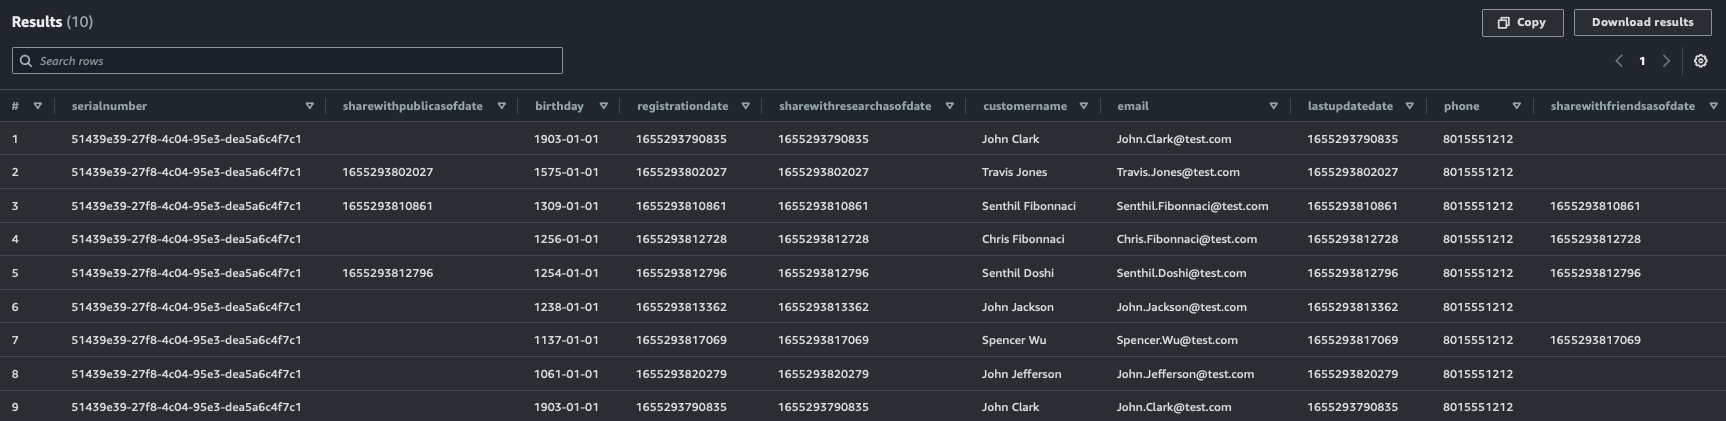 Results (10)
Copy
Download results
Search rows
1
# serialnumber sharewithpublicasofdate birthday registrationdate sharewithresearchasofdate customername email lastupdatedate phone sharewithfriendsasofdate
1 51439e39-27f8-4c04-95e3-dea5a6c4f7c1 1903-01-01 1655293790835 1655293790835 John Clark John.Clark@test.com 1655293790835 8015551212
2 51439e39-27f8-4c04-95e3-dea5a6c4f7c1 1655293802027 1575-01-01 1655293802027 1655293802027 Travis Jones Travis.Jones@test.com 1655293802027 8015551212
3 51439e39-27f8-4c04-95e3-dea5a6c4f7c1 1655293810861 1309-01-01 1655293810861 1655293810861 Senthil Fibonnaci Senthil.Fibonnaci@test.com 1655293810861 8015551212 1655293810861
4 51439e39-27f8-4c04-95e3-dea5a6c4f7c1 1256-01-01 1655293812728 1655293812728 Chris Fibonnaci Chris.Fibonnaci@test.com 1655293812728 8015551212 1655293812728
5 51439e39-27f8-4c04-95e3-dea5a6c4f7c1 1655293812796 1254-01-01 1655293812796 1655293812796 Senthil Doshi Senthil.Doshi@test.com 1655293812796 8015551212 1655293812796
6 51439e39-27f8-4c04-95e3-dea5a6c4f7c1 1238-01-01 1655293813362 1655293813362 John Jackson John.Jackson@test.com 1655293813362 8015551212
7 51439e39-27f8-4c04-95e3-dea5a6c4f7c1 1137-01-01 1655293817069 1655293817069 Spencer Wu Spencer.Wu@test.com 1655293817069 8015551212 1655293817069
8 51439e39-27f8-4c04-95e3-dea5a6c4f7c1 1061-01-01 1655293820279 1655293820279 John Jefferson John.Jefferson@test.com 1655293820279 8015551212
9 51439e39-27f8-4c04-95e3-dea5a6c4f7c1 1903-01-01 1655293790835 1655293790835 John Clark John.Clark@test.com 1655293790835 8015551212